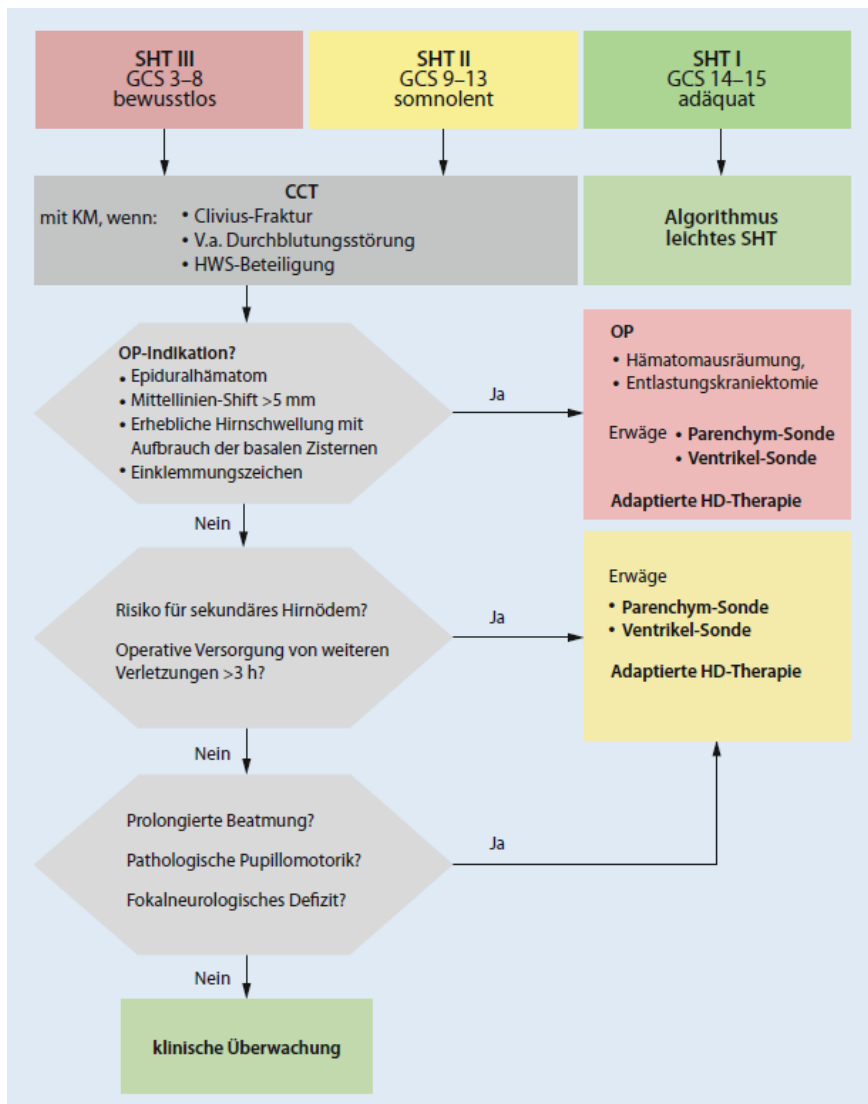 SHT III
GCS 3–8
bewusstlos
SHT II
GCS 9–13
somnolent
SHT I
GCS 14–15
adäquat
CCT
mit KM, wenn:
• Clivius-Fraktur
• V.a. Durchblutungsstörung
• HWS-Beteiligung
Algorithmus
leichtes SHT
OP-Indikation?
• Epiduralhämatom
• Mittellinien-Shift >5 mm
• Erhebliche Hirnschwellung mit
Aufbrauch der basalen Zisternen
• Einklemmungszeichen
Ja
OP
• Hämatomausräumung,
• Entlastungskraniektomie
Erwäge • Parenchym-Sonde
• Ventrikel-Sonde
Adaptierte HD-Therapie
Nein
Risiko für sekundäres Hirnödem?
Operative Versorgung von weiteren
Verletzungen >3 h?
Ja
Erwäge
• Parenchym-Sonde
• Ventrikel-Sonde
Adaptierte HD-Therapie
Nein
Prolongierte Beatmung?
Pathologische Pupillomotorik?
Fokalneurologisches Defizit?
Ja
Nein
klinische Überwachung